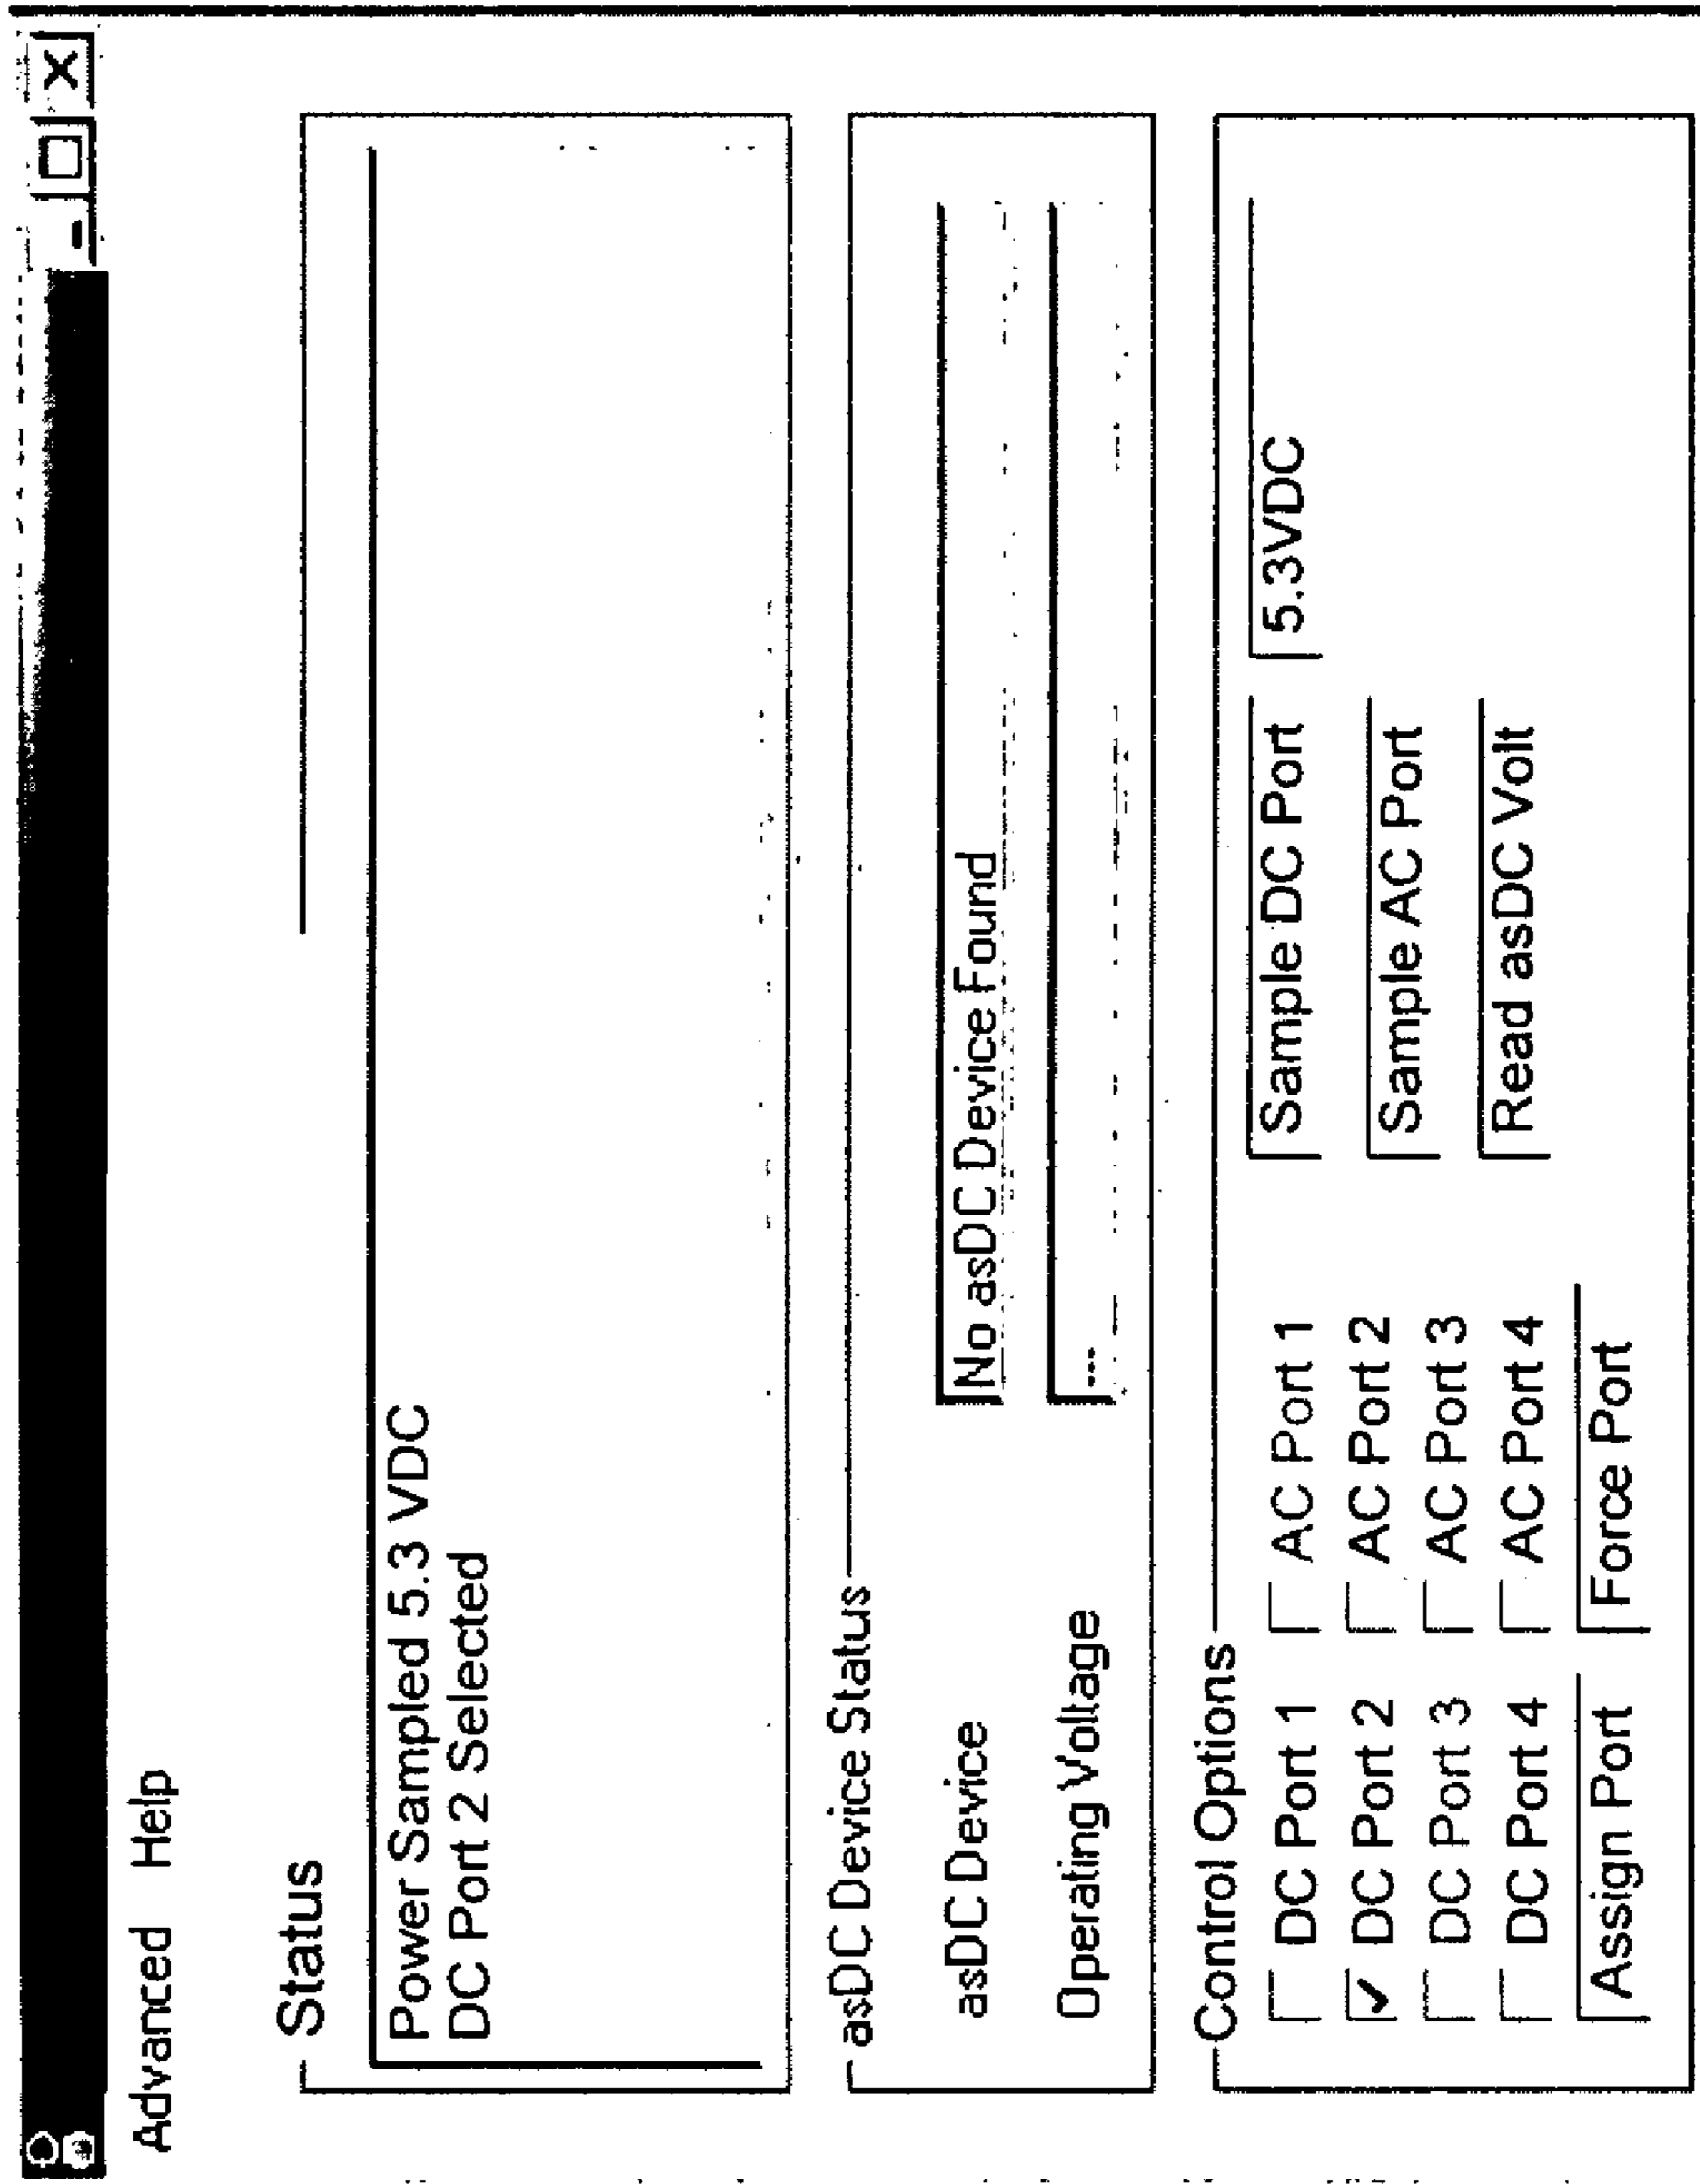 Advanced Help
Status
Power Sampled 5.3 VDC
DC Port 2 Selected
asDC Device Status
asDC Device No asDC Device Found
Operating Voltage ---
Control Options
DC Port 1 AC Port 1 Sample DC Port 5.3VDC
DC Port 2 AC Port 2 Sample AC Port
DC Port 3 AC Port 3 Read asDC Volt
DC Port 4 AC Port 4
Assign Port Force Port